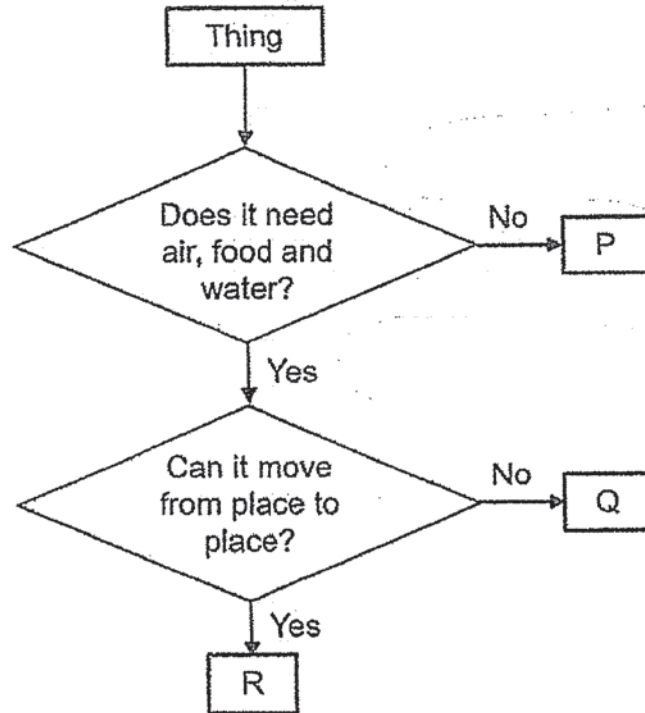 Thing
Does it need
air, food and
water?
No
P
Yes
Can it move
from place to
place?
No
Q
Yes
R